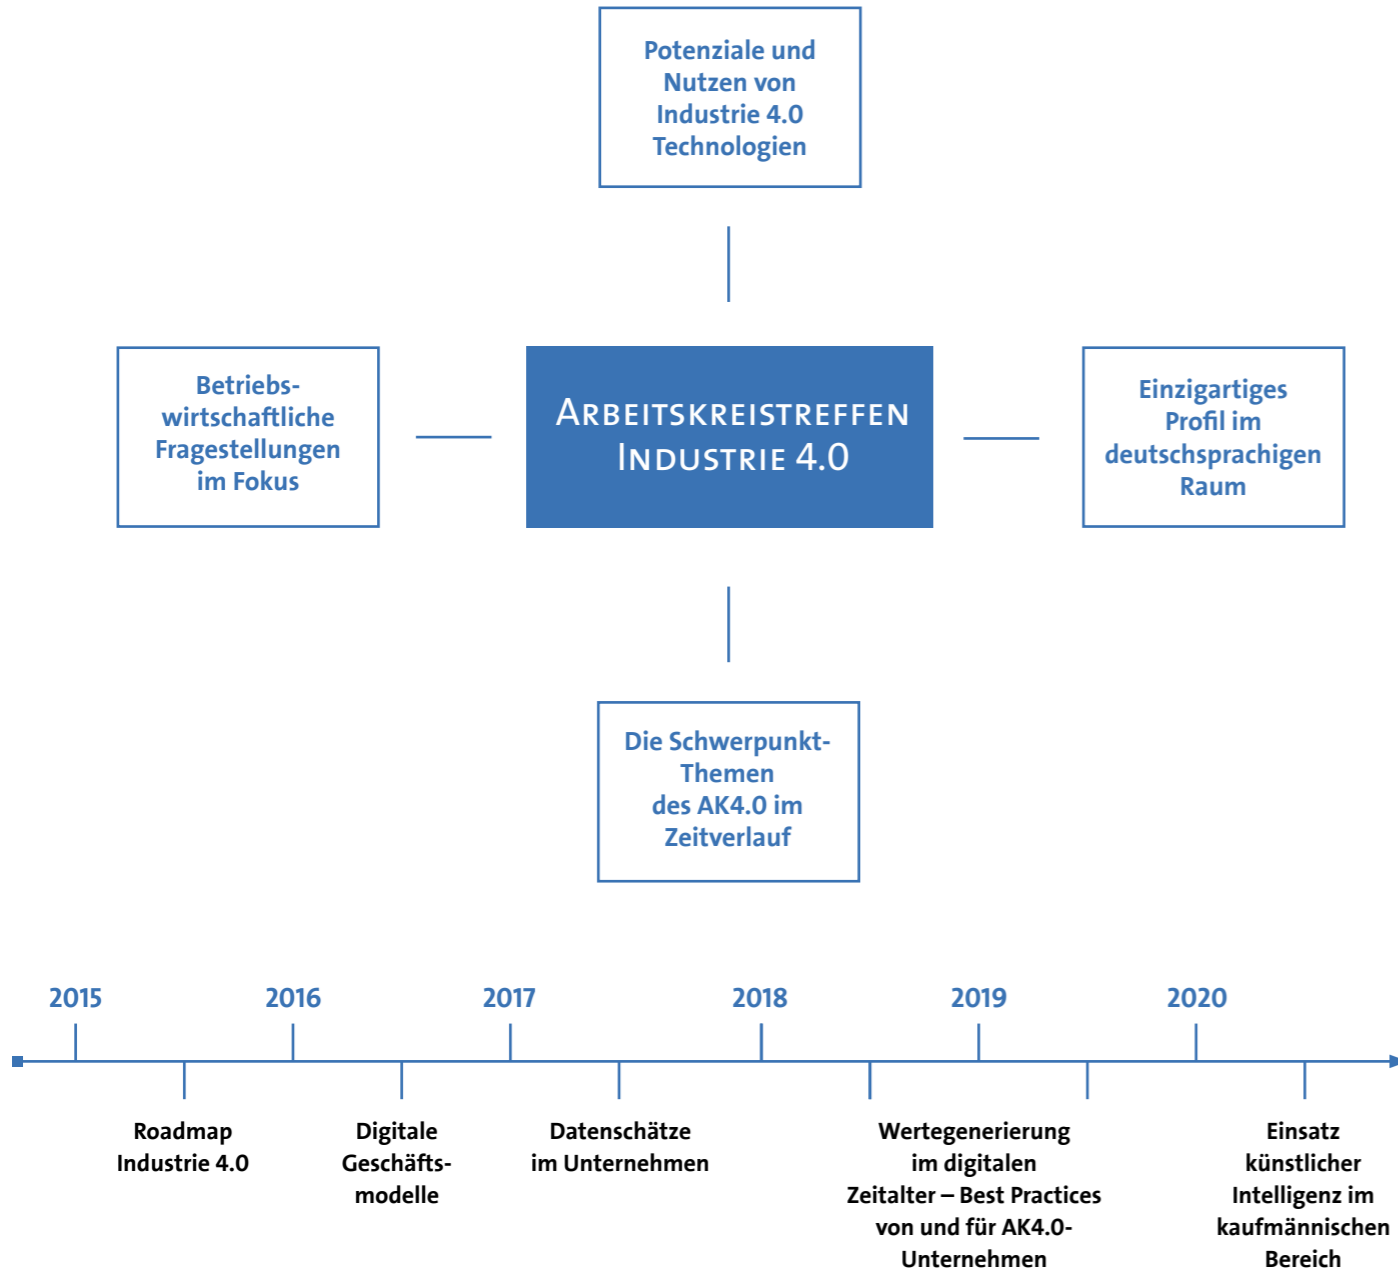 Potenziale und
Nutzen von
Industrie 4.0
Technologien
Betriebs-
wirtschaftliche
Fragestellungen
im Fokus
ARBEITSKREISTREFFEN
INDUSTRIE 4.0
Einzigartiges
Profil im
deutschsprachigen
Raum
Die Schwerpunkt-
Themen
des AK4.0 im
Zeitverlauf
2015
2016
2017
2018
2019
2020
Roadmap
Industrie 4.0
Digitale
Geschäfts-
modelle
Datenschätze
im Unternehmen
Wertegenerierung
im digitalen
Zeitalter – Best Practices
von und für AK4.0-
Unternehmen
Einsatz
künstlicher
Intelligenz im
kaufmännischen
Bereich